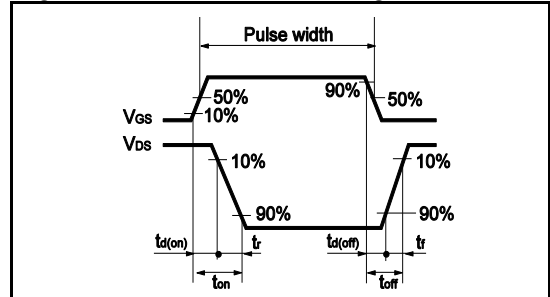 Pulse width
50%
90%
50%
VGS
10%
VDS
10%
10%
90%
90%
td(on)
tr
td(off)
tf
ton
toff